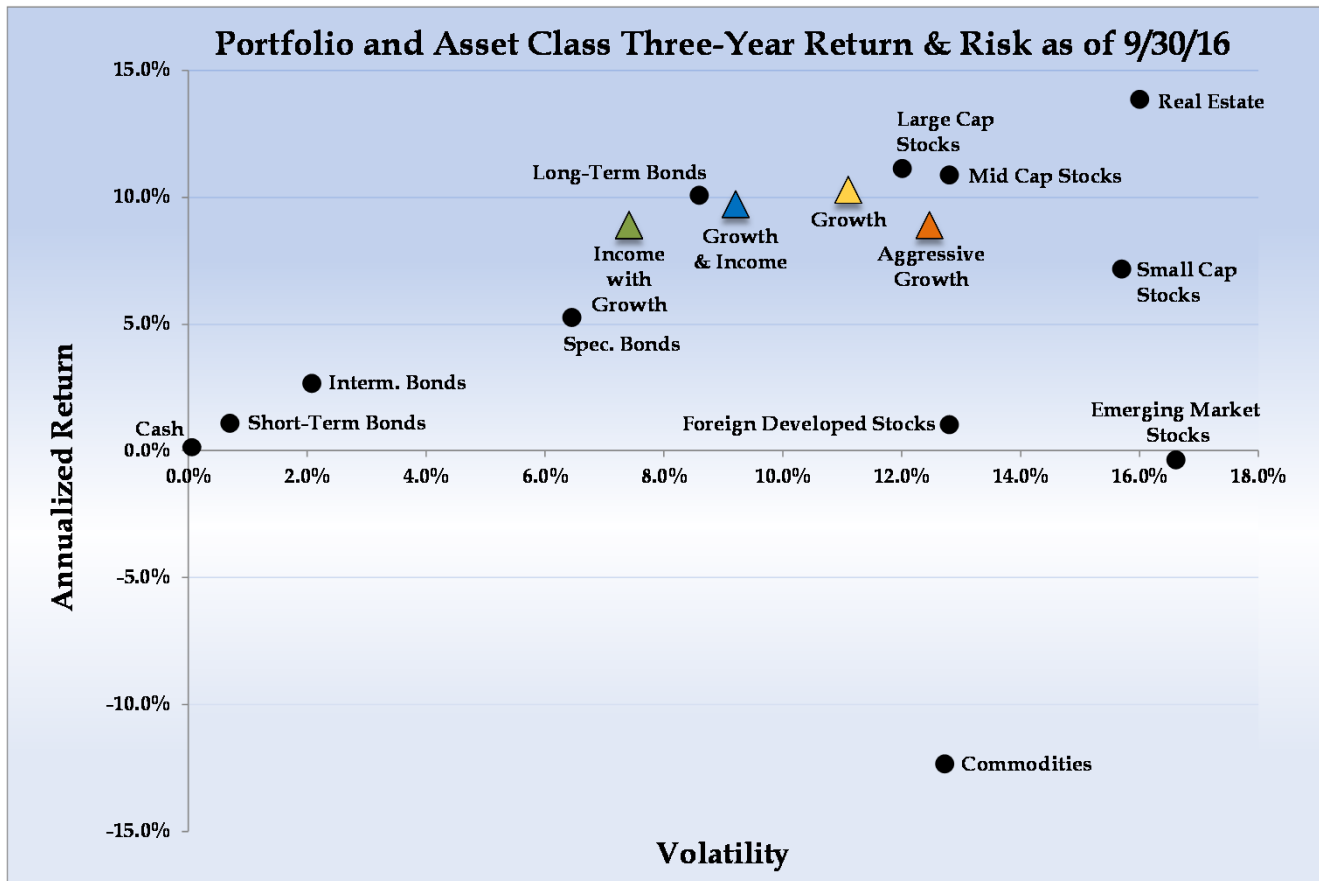 Portfolio and Asset Class Three-Year Return & Risk as of 9/30/16
15.0%
Real Estate
Large Cap
Stocks
Long-Term Bonds
Mid Cap Stocks
10.0%
Growth
Growth
& Income
Income
with
Growth
Aggressive
Growth
Small Cap
Stocks
5.0%
Spec. Bonds
Interm. Bonds
Short-Term Bonds
Foreign Developed Stocks
Emerging Market
Stocks
Cash
0.0%
0.0%
2.0%
4.0%
6.0%
8.0%
10.0%
12.0%
14.0%
16.0%
18.0%
Annualized Return
-5.0%
-10.0%
Commodities
-15.0%
Volatility